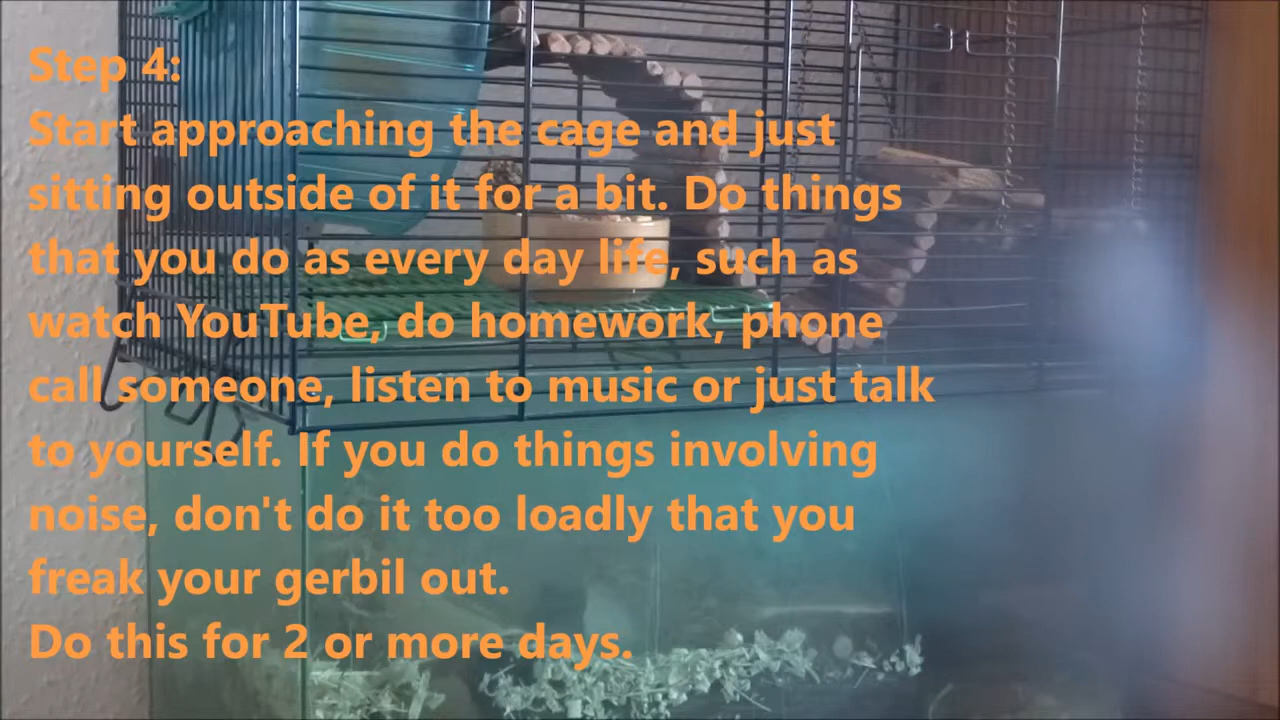 Step 4:
Start approaching the cage and just
sitting outside of it for a bit. Do things
that you do as every day life, such as
watch YouTube, do homework, phone
call someone, listen to music or just talk
to yourself. If you do things involving
noise, don't do it too loadly that you
freak your gerbil out.
Do this for 2 or more days.